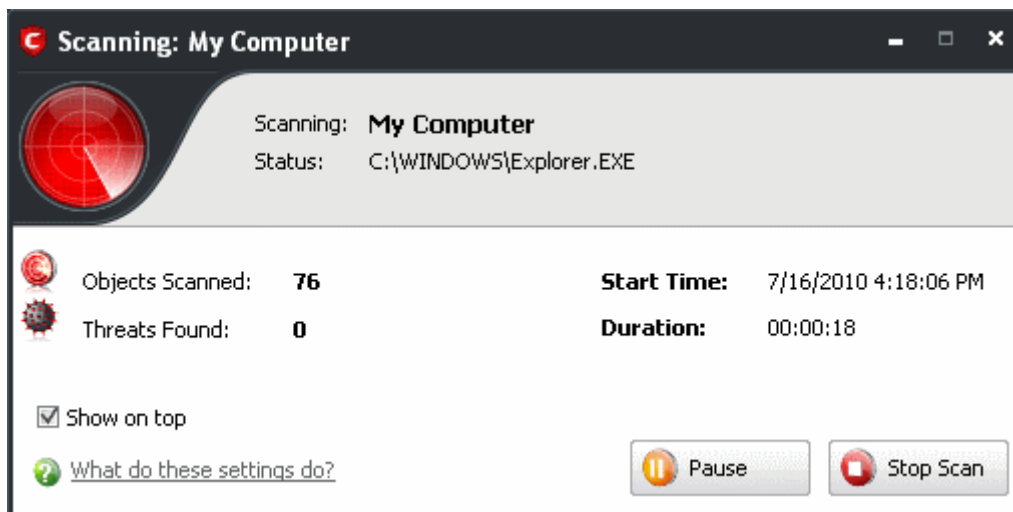 Scanning: My Computer
Scanning: My Computer
Status: C:\WINDOWS\Explorer.EXE
Objects Scanned: 76 Start Time: 7/16/2010 4:18:06 PM
Threats Found: 0 Duration: 00:00:18
Show on top
What do these settings do? Pause Stop Scan